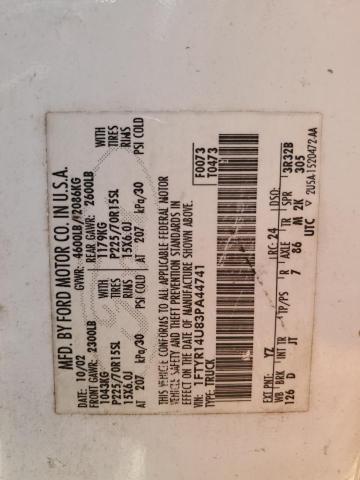 MFD. BY FORD MOTOR CO. IN U.S.A.
DATE: 10/02 GVWR: 4600LB/ 2086KG
FRONT GAWR: 2300LB REAR GAWR: 2600LB
1043KG WITH 1179KG WITH
P225/70R15SL TIRES P225/70R15SL TIRES
15X6.0J RIMS 15X6.0J RIMS
AT 207 kPa/30 PSI COLD AT 207 kPa/30 PSI COLD
THIS VEHICLE CONFORMS TO ALL APPLICABLE FEDERAL MOTOR
VEHICLE SAFETY AND THEFT PREVENTION STANDARDS IN
EFFECT ON THE DATE OF MANUFACTURE SHOWN ABOVE.
VIN: 1FTYR14U83PA44741 F0073
TYPE: TRUCK T0473
EXT PNT: YZ LRC: 24 DSO:
WB BRK INT TR TP/PS R AXLE TR SPR 3R32B
126 D JT 7 86 M 2K 305
UTC ▽ 2U5A-1520472-AA